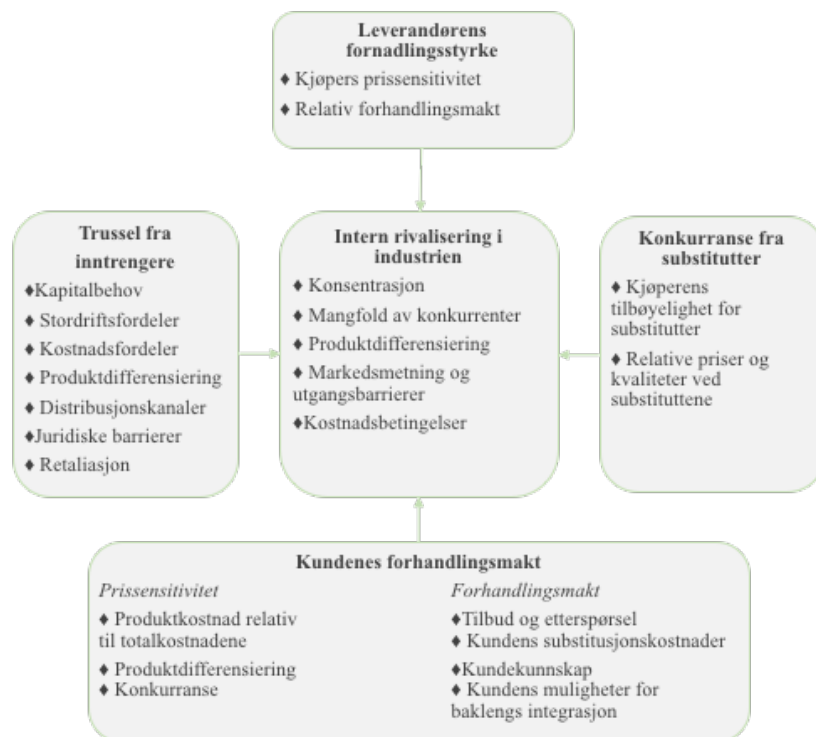 Leverandørens
fornadlingsstyrke
♦ Kjøpers prissensitivitet
♦ Relativ forhandlingsmakt
Trussel fra
inntrengere
♦Kapitalbehov
♦ Stordriftsfordeler
♦ Kostnadsfordeler
♦ Produktdifferensiering
♦ Distribusjonskanaler
♦Juridiske barrierer
♦ Retaliasjon
Intern rivalisering i
industrien
♦ Konsentrasjon
♦ Mangfold av konkurrenter
♦ Produktdifferensiering
♦ Markedsmetning og
utgangsbarrierer
♦Kostnadsbetingelser
Konkurranse fra
substitutter
♦ Kjøperens
tilbøyelighet for
substitutter
♦ Relative priser og
kvaliteter ved
substituttene
Kundenes forhandlingsmakt
Prissensitivitet
♦ Produktkostnad relativ
til totalkostnadene
♦ Produktdifferensiering
♦ Konkurranse
Forhandlingsmakt
♦Tilbud og etterspørsel
♦ Kundens substitusjonskostnader
♦Kundekunnskap
♦ Kundens muligheter for
baklengs integrasjon